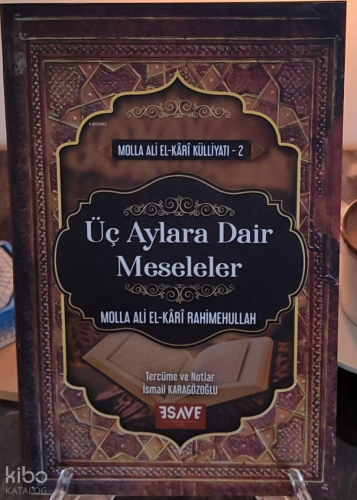 MOLLA ALİ EL-KÂRÎ KÜLLİYATI - 2
Üç Aylara Dair
Meseleler
MOLLA ALİ EL-KÂRÎ RAHİMEHULLAH
Tercüme ve Notlar
İsmail KARAGÖZOĞLU
ESAVE
kibo
KATALOG